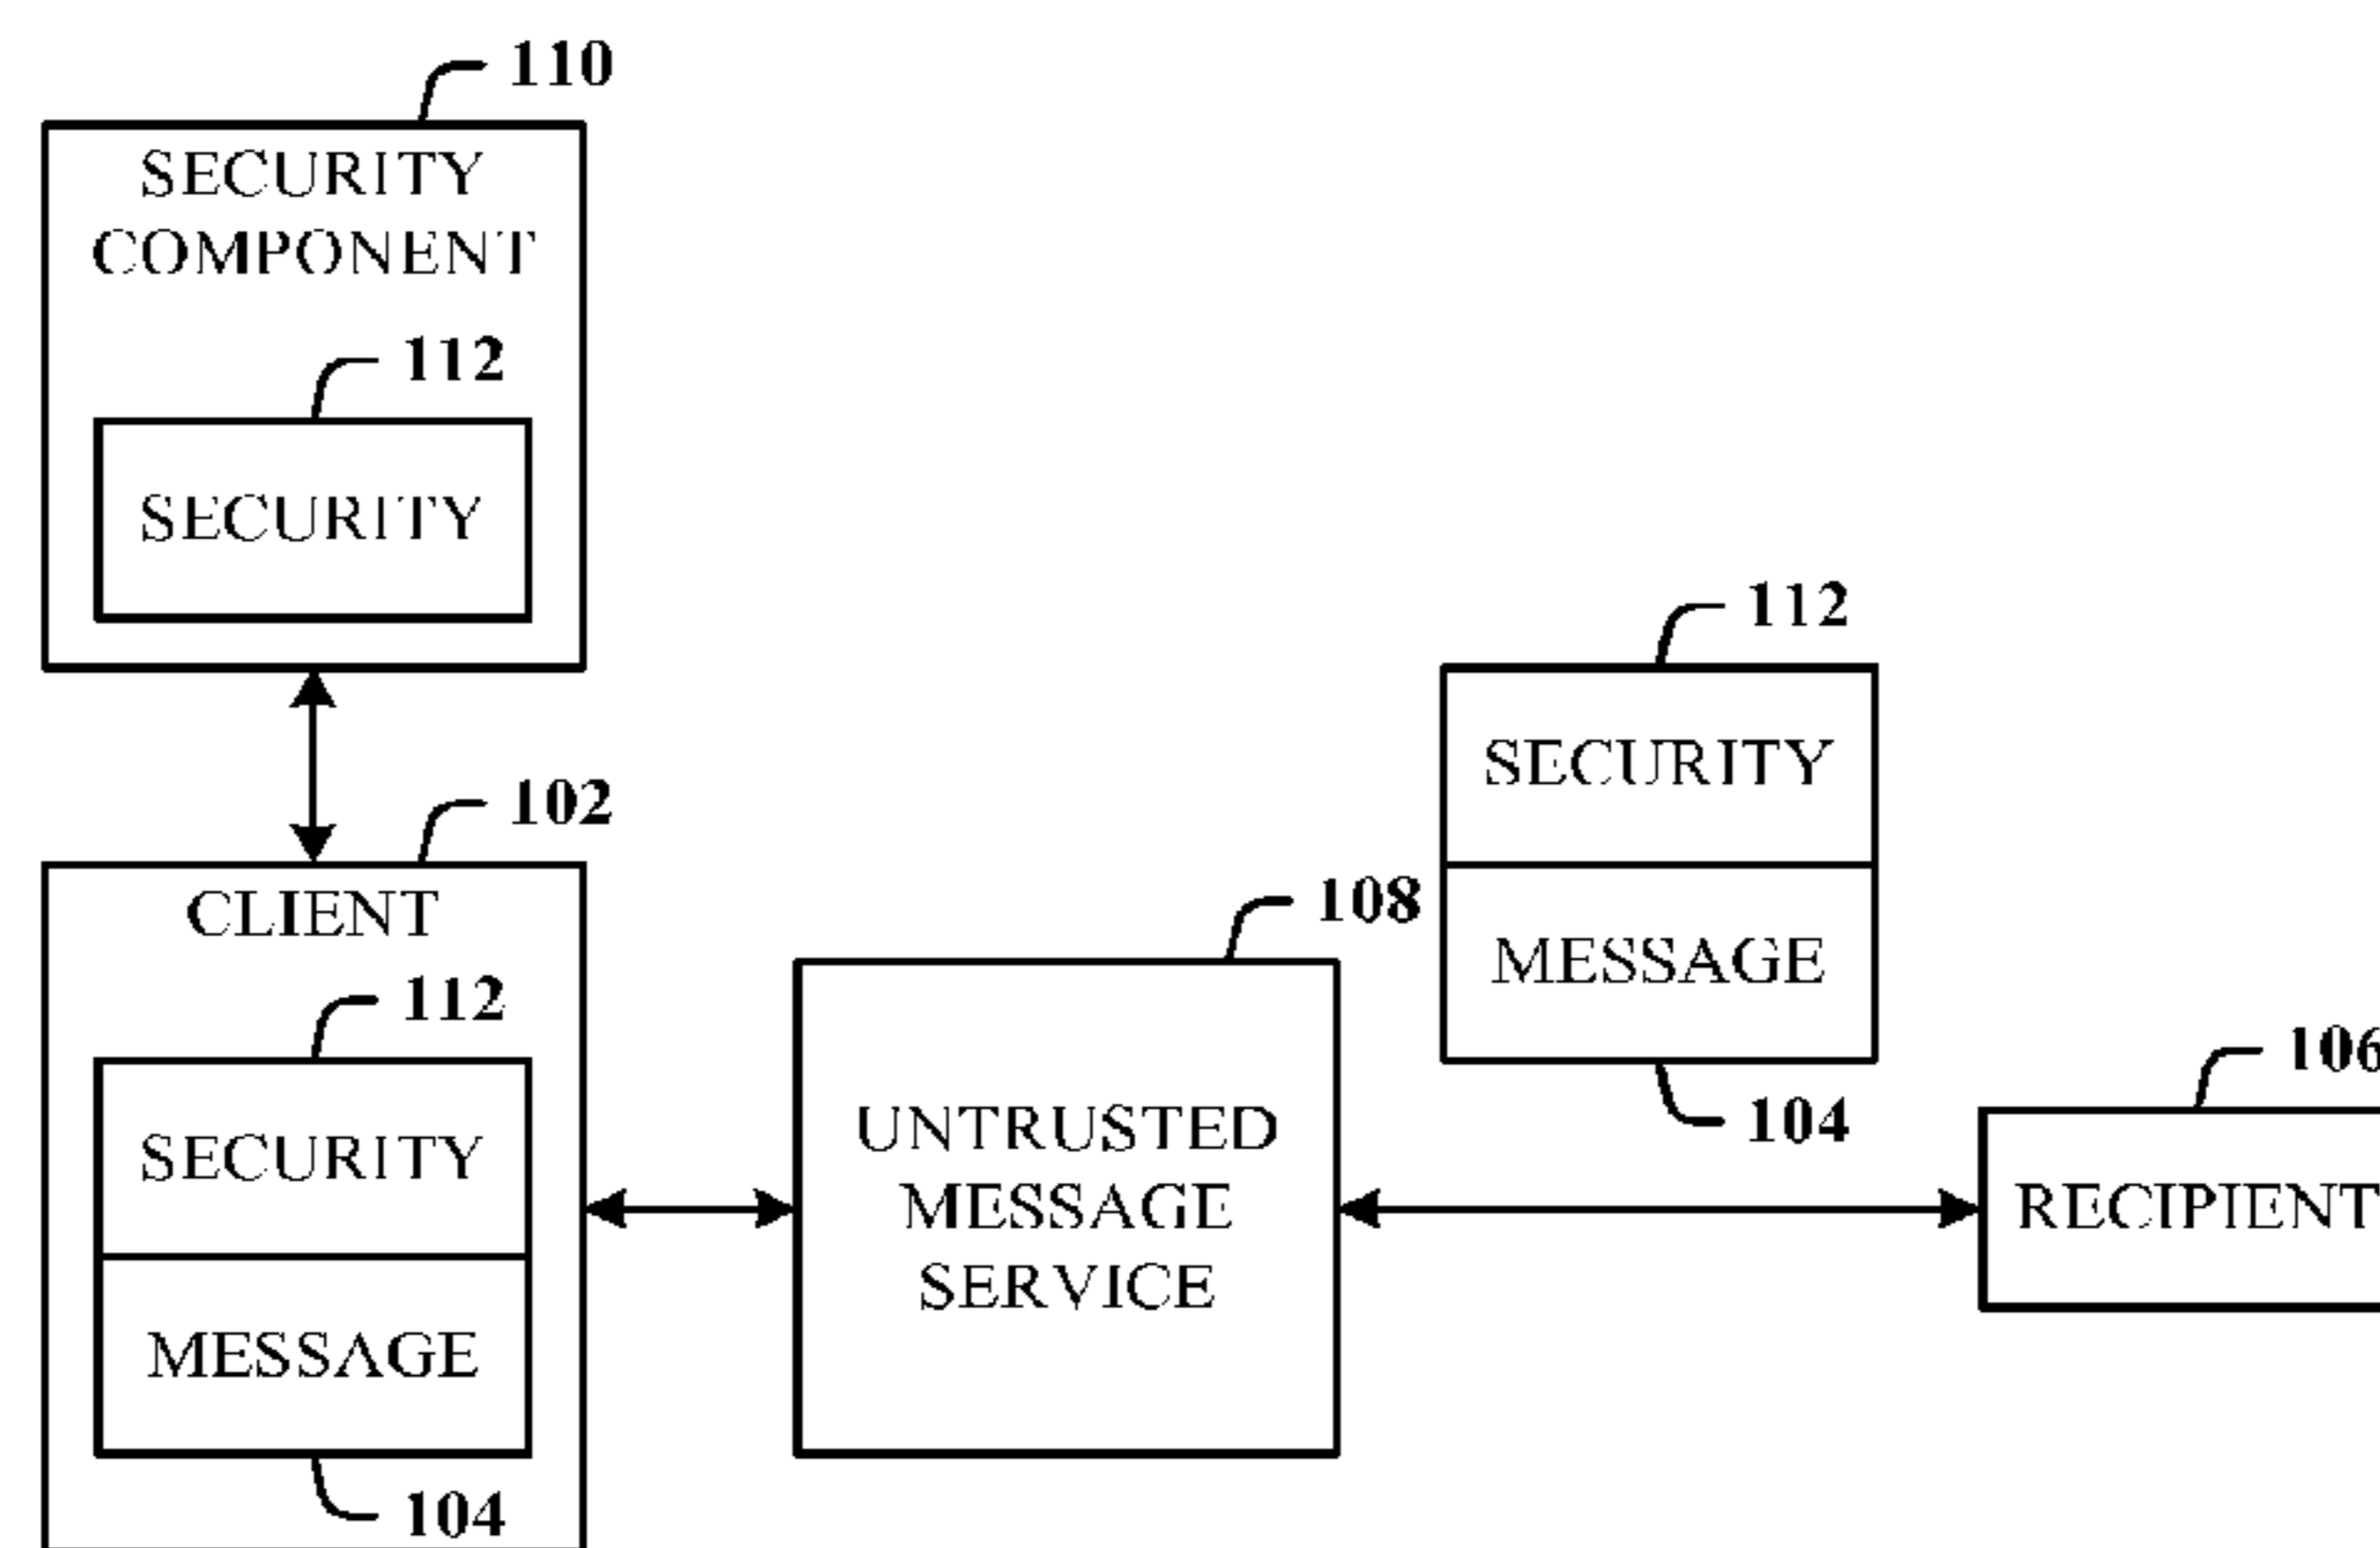 110
SECURITY
COMPONENT
112
SECURITY
102
CLIENT
112
SECURITY
MESSAGE
104
108
UNTRUSTED
MESSAGE
SERVICE
112
SECURITY
MESSAGE
104
106
RECIPIENT